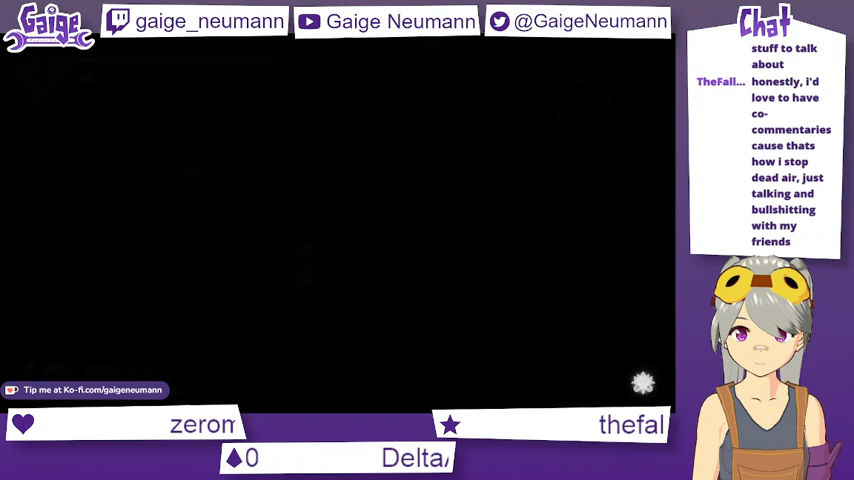 Gaige
gaige_neumann
Gaige Neumann
@GaigeNeumann
Chat
stuff to talk
about
TheFall... honestly, i'd
love to have
co-
commentaries
cause thats
how i stop
dead air, just
talking and
bullshitting
with my
friends
Tip me at Ko-fi.com/gaigeneumann
zerom
thefal
0 Delta